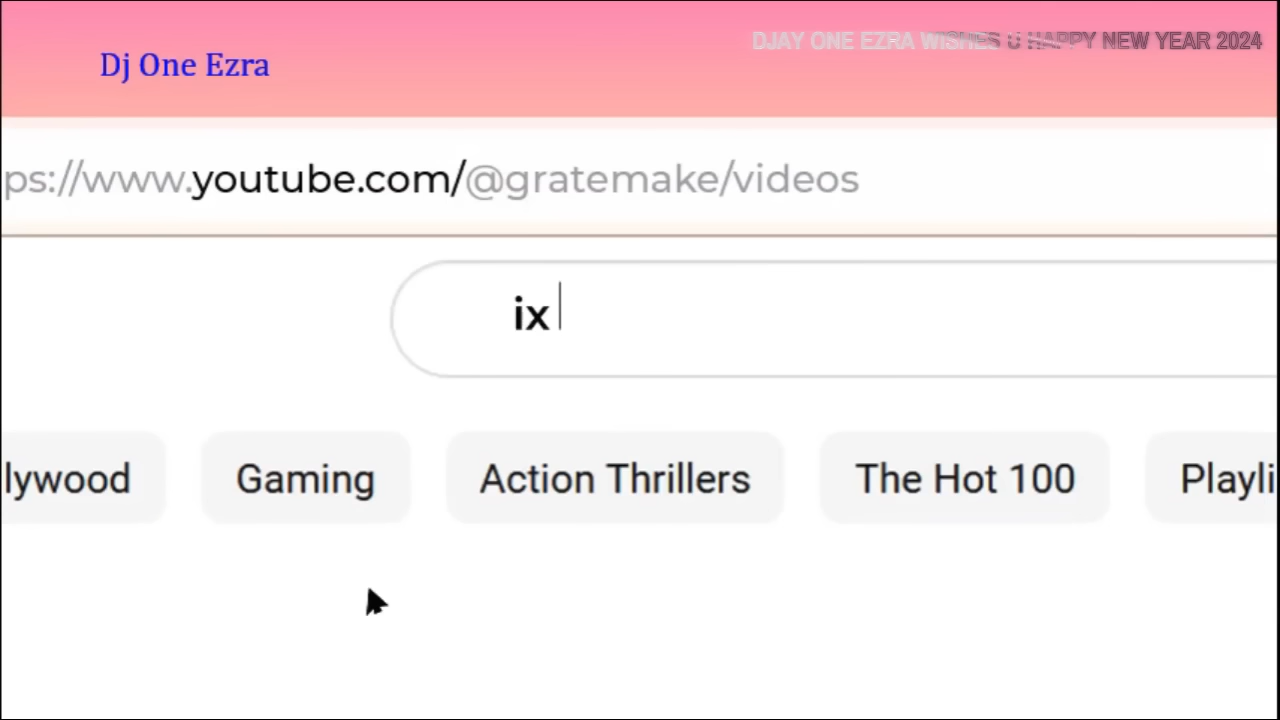 DJAY ONE EZRA WISHES U HAPPY NEW YEAR 2024
Dj One Ezra
ps://www.youtube.com/@gratemake/videos
ix
lywood Gaming Action Thrillers The Hot 100 Playli